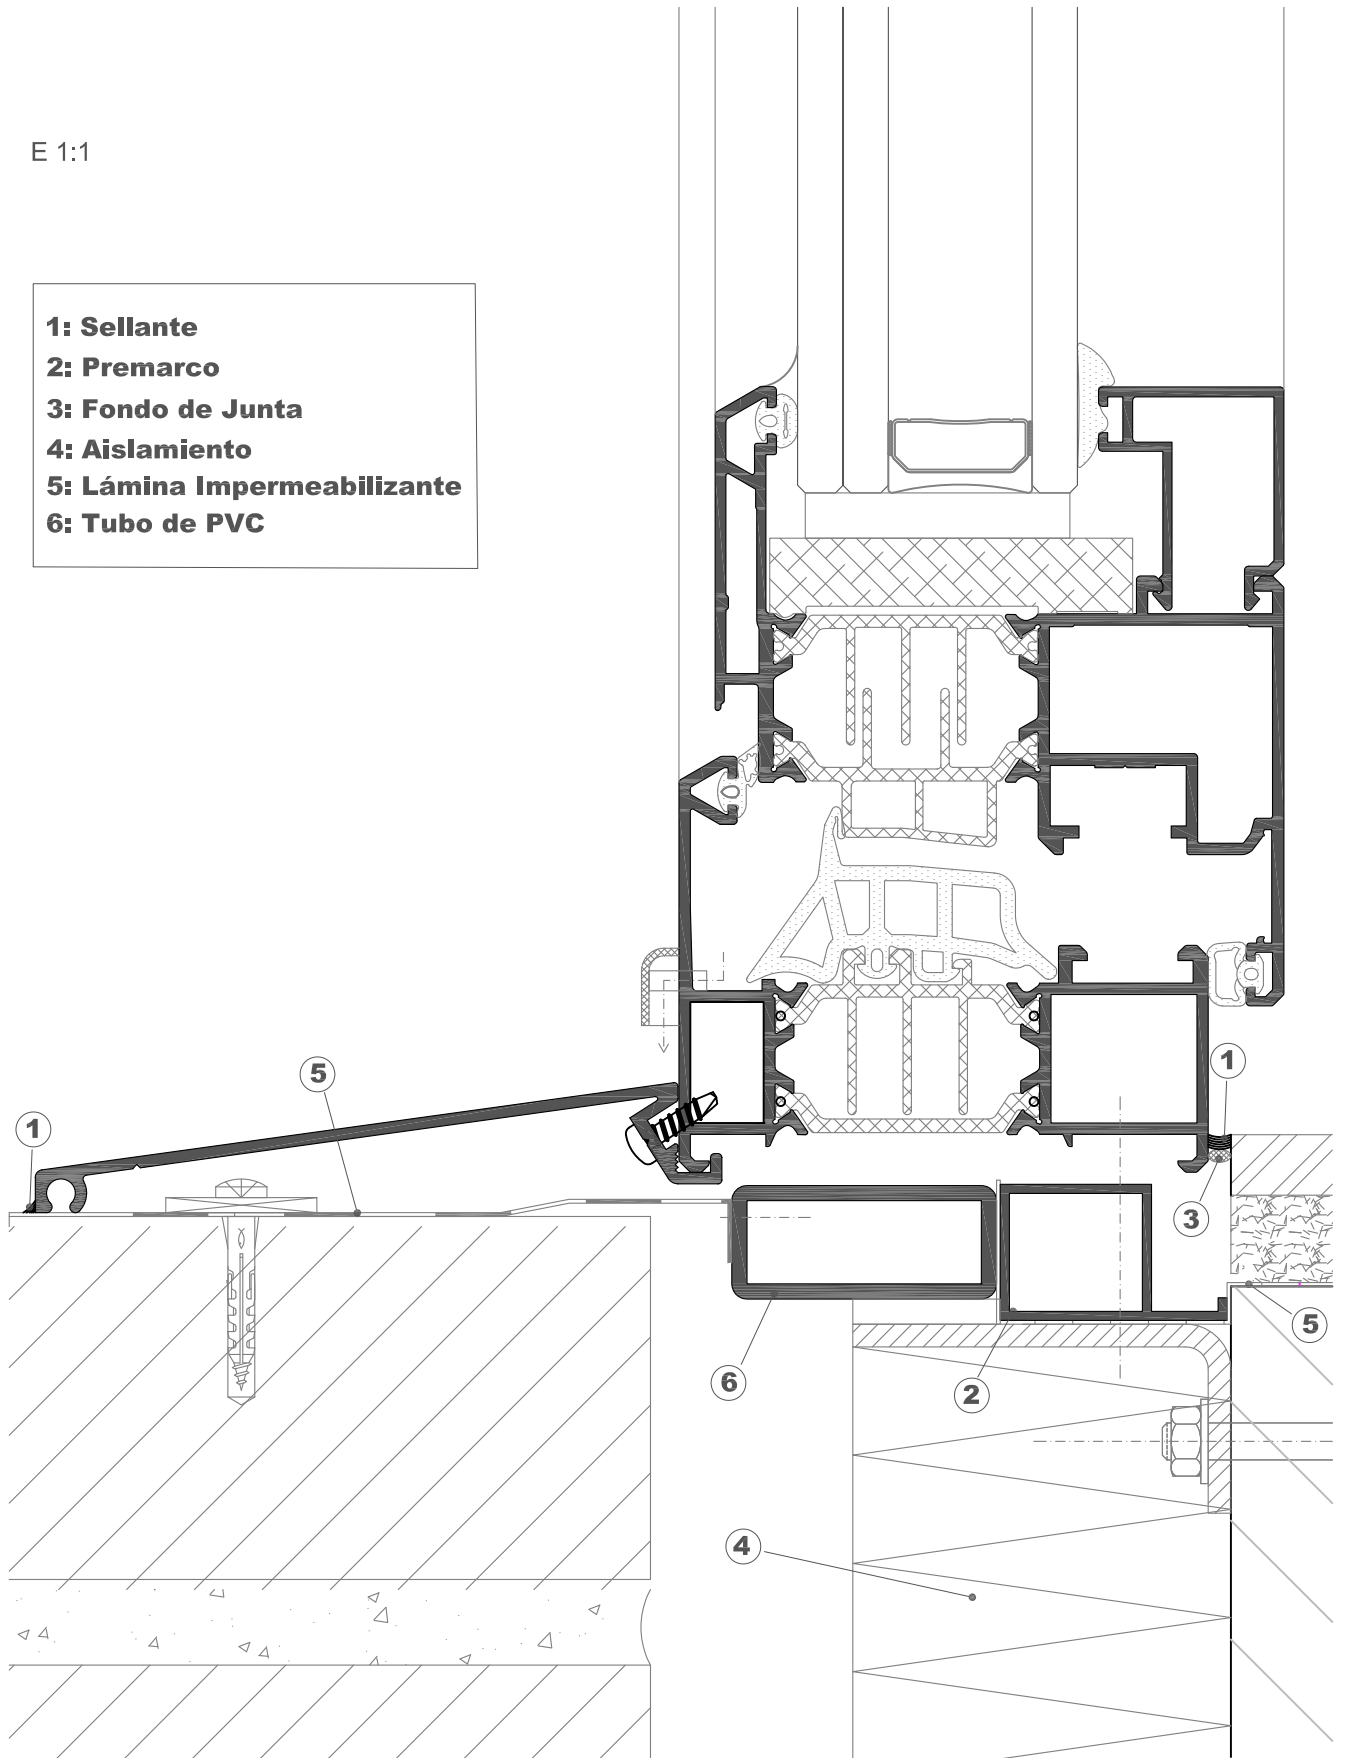 E 1:1
1: Sellante
2: Premarco
3: Fondo de Junta
4: Aislamiento
5: Lámina Impermeabilizante
6: Tubo de PVC
5
1
1
3
5
6
2
4